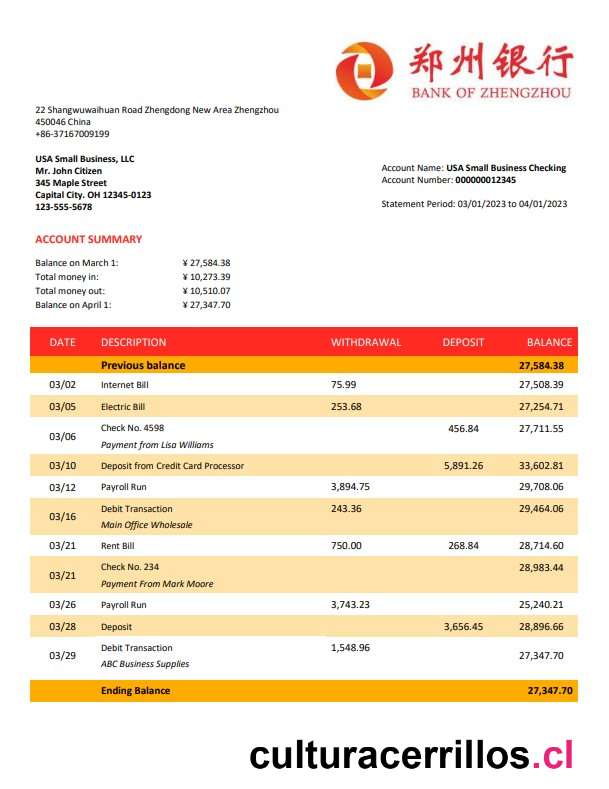 郑州银行
BANK OF ZHENGZHOU
22 Shangwuwaihuan Road Zhengdong New Area Zhengzhou
450046 China
+86-37167009199
USA Small Business, LLC
Mr. John Citizen
345 Maple Street
Capital City. OH 12345-0123
123-555-5678
Account Name: USA Small Business Checking
Account Number: 000000012345
Statement Period: 03/01/2023 to 04/01/2023
ACCOUNT SUMMARY
Balance on March 1: ¥ 27,584.38
Total money in: ¥ 10,273.39
Total money out: ¥ 10,510.07
Balance on April 1: ¥ 27,347.70
DATE DESCRIPTION WITHDRAWAL DEPOSIT BALANCE
Previous balance 27,584.38
03/02 Internet Bill 75.99 27,508.39
03/05 Electric Bill 253.68 27,254.71
03/06 Check No. 4598 456.84 27,711.55
Payment from Lisa Williams
03/10 Deposit from Credit Card Processor 5,891.26 33,602.81
03/12 Payroll Run 3,894.75 29,708.06
03/16 Debit Transaction 243.36 29,464.06
Main Office Wholesale
03/21 Rent Bill 750.00 268.84 28,714.60
03/21 Check No. 234 28,983.44
Payment From Mark Moore
03/26 Payroll Run 3,743.23 25,240.21
03/28 Deposit 3,656.45 28,896.66
03/29 Debit Transaction 1,548.96 27,347.70
ABC Business Supplies
Ending Balance 27,347.70
culturacerrillos.cl